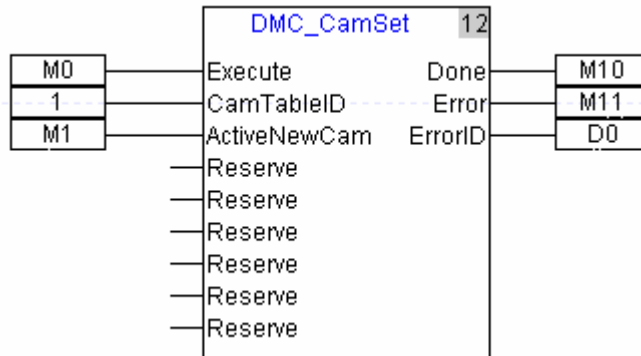 DMC_CamSet 12
M0 Execute Done M10
1 CamTableID Error M11
M1 ActiveNewCam ErrorID D0
Reserve
Reserve
Reserve
Reserve
Reserve
Reserve